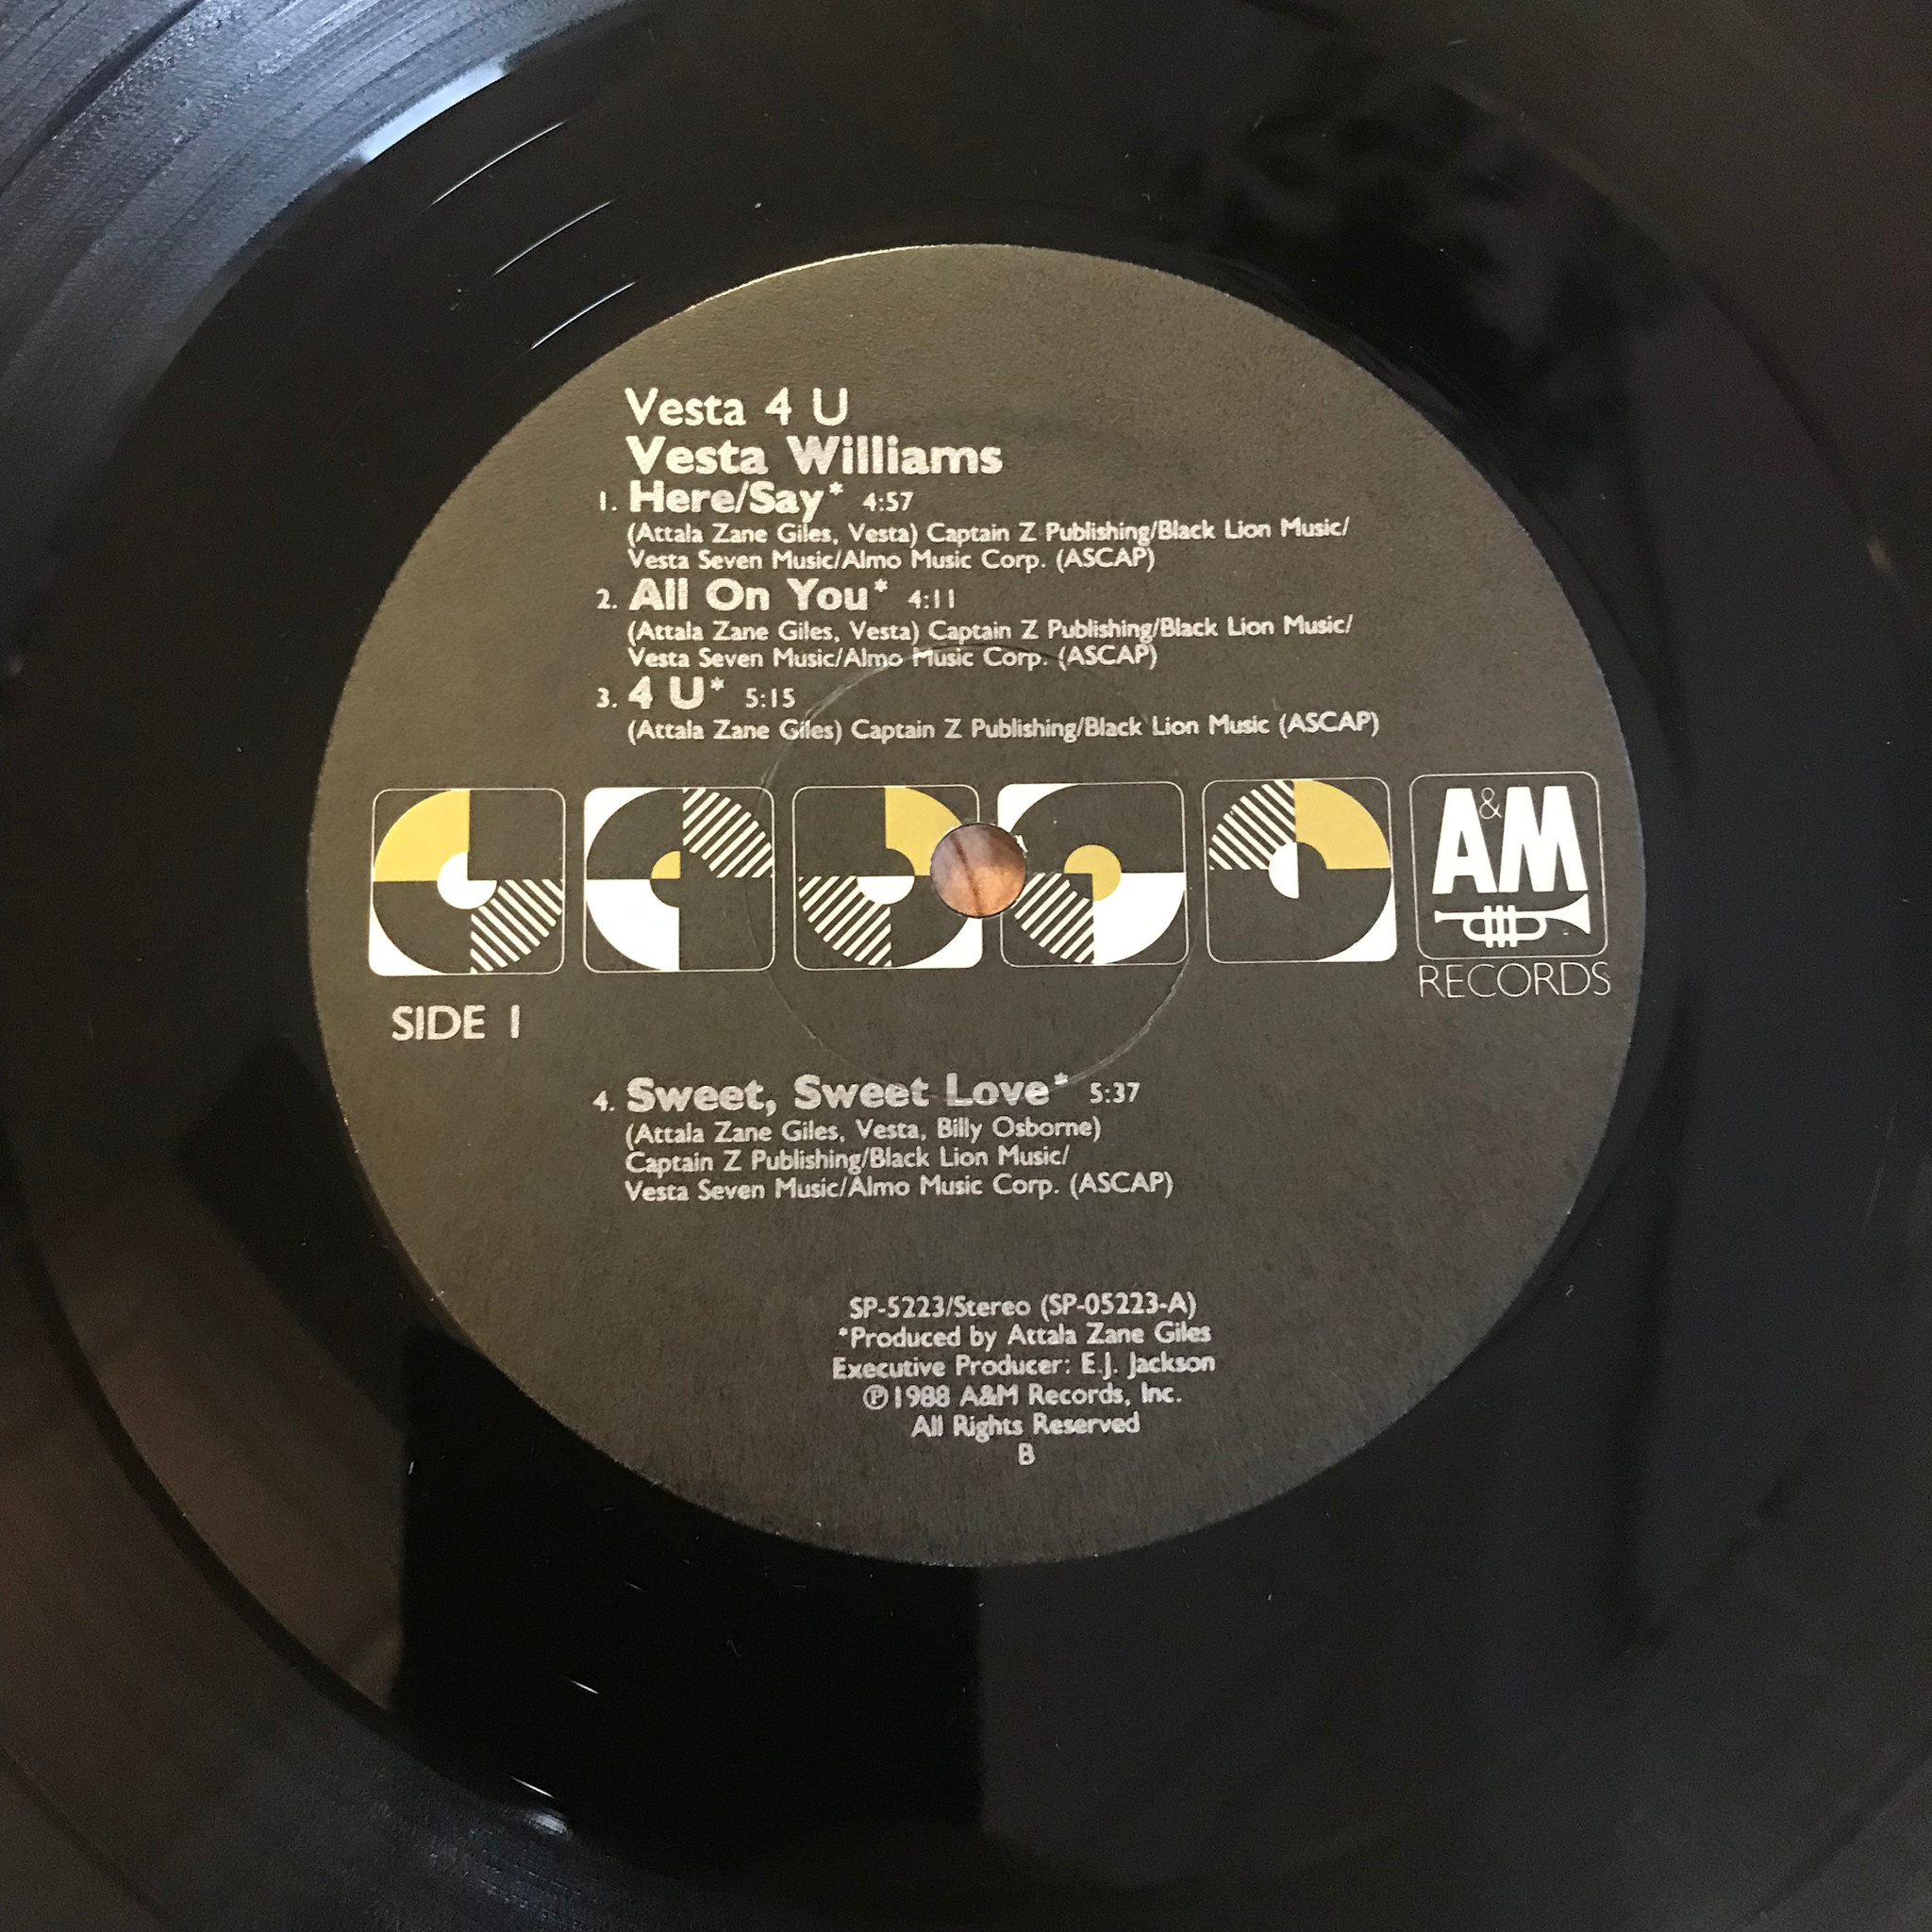 Vesta 4 U
Vesta Williams
1. Here/Say* 4:57
(Attala Zane Giles, Vesta) Captain Z Publishing/Black Lion Music/
Vesta Seven Music/Almo Music Corp. (ASCAP)
2. All On You* 4:11
(Attala Zane Giles, Vesta) Captain Z Publishing/Black Lion Music/
Vesta Seven Music/Almo Music Corp. (ASCAP)
3. 4 U* 5:15
(Attala Zane Giles) Captain Z Publishing/Black Lion Music (ASCAP)
A&M
RECORDS
SIDE 1
4. Sweet, Sweet Love* 5:37
(Attala Zane Giles, Vesta, Billy Osborne)
Captain Z Publishing/Black Lion Music/
Vesta Seven Music/Almo Music Corp. (ASCAP)
SP-5223/Stereo (SP-05223-A)
*Produced by Attala Zane Giles
Executive Producer: E.J. Jackson
℗1988 A&M Records, Inc.
All Rights Reserved
B